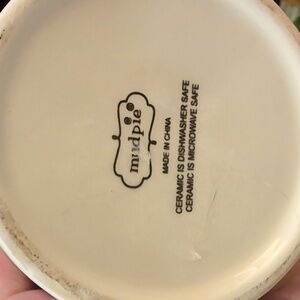 mudpie
MADE IN CHINA
CERAMIC IS DISHWASHER SAFE
CERAMIC IS MICROWAVE SAFE